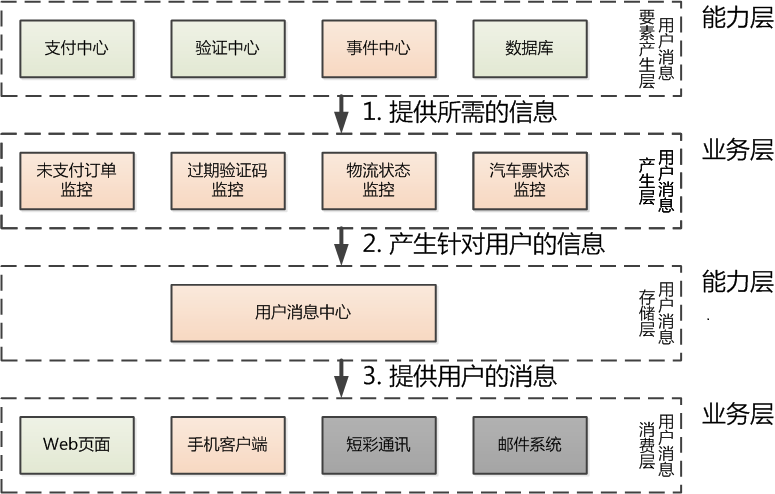 支付中心
验证中心
事件中心
数据库
用户消息
要素产生层
能力层
1. 提供所需的信息
未支付订单
监控
过期验证码
监控
物流状态
监控
汽车票状态
监控
用户消息
产生层
业务层
2. 产生针对用户的信息
用户消息中心
用户消息
存储层
能力层
.
3. 提供用户的消息
Web页面
手机客户端
短彩通讯
邮件系统
用户消息
消费层
业务层